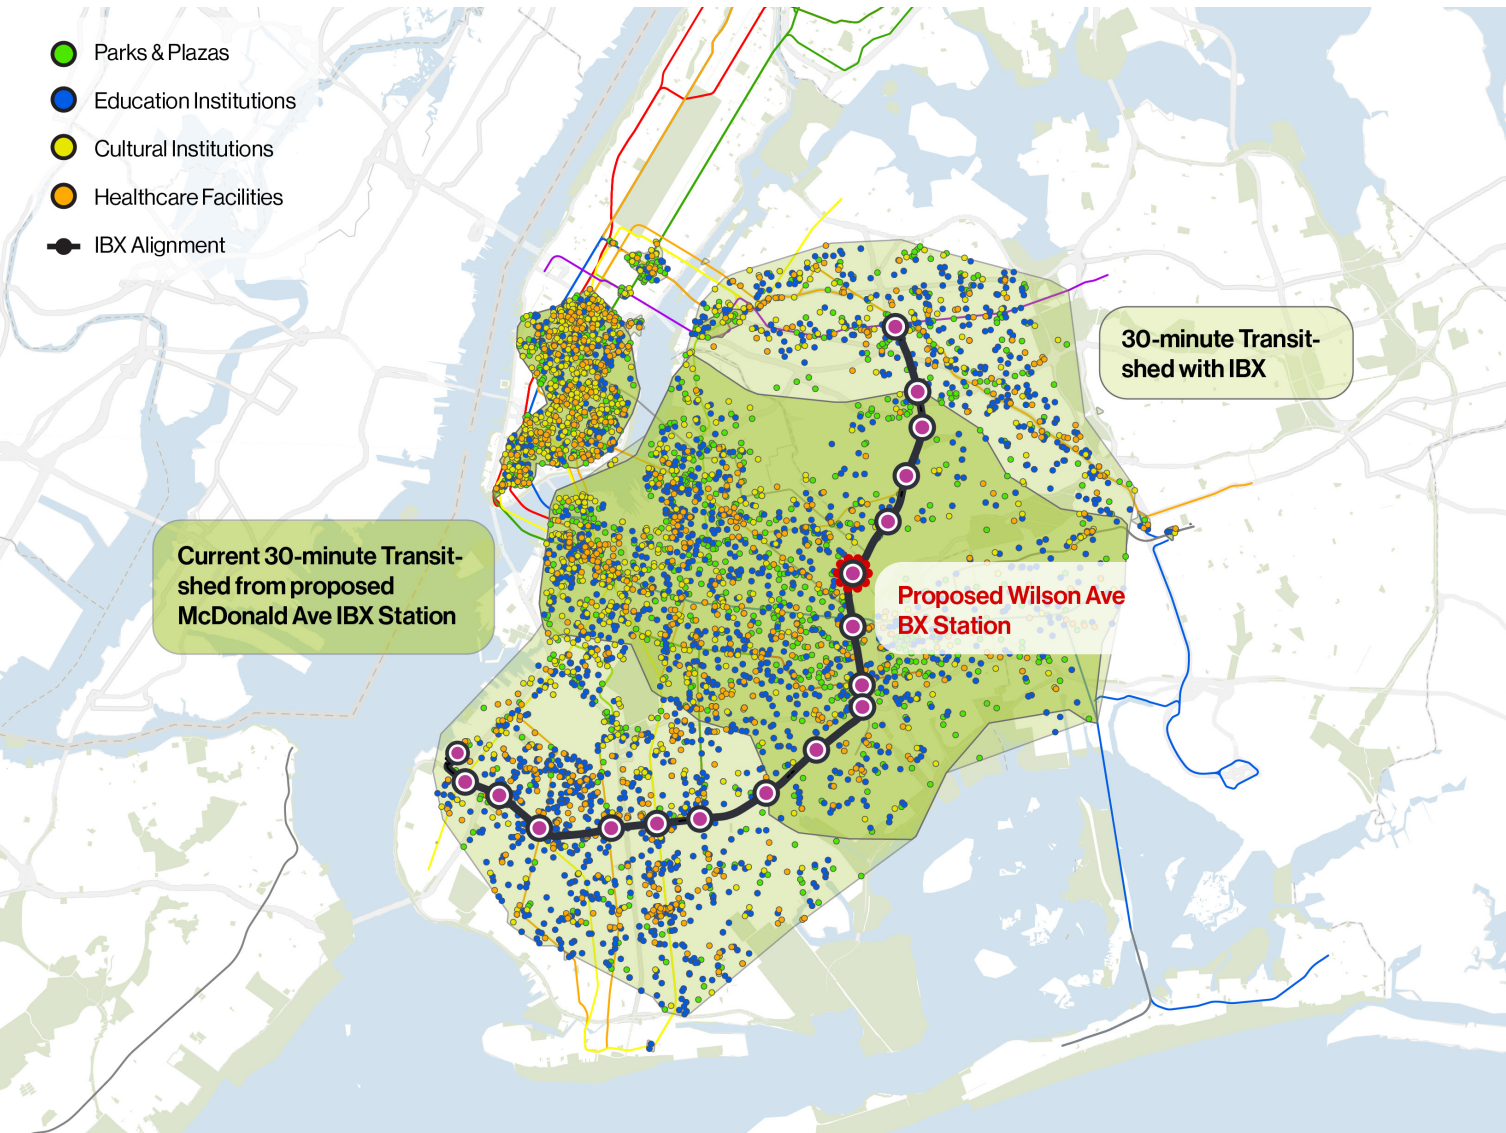 Parks & Plazas
Education Institutions
Cultural Institutions
Healthcare Facilities
IBX Alignment
30-minute Transit-
shed with IBX
Current 30-minute Transit-
shed from proposed
McDonald Ave IBX Station
Proposed Wilson Ave
BX Station